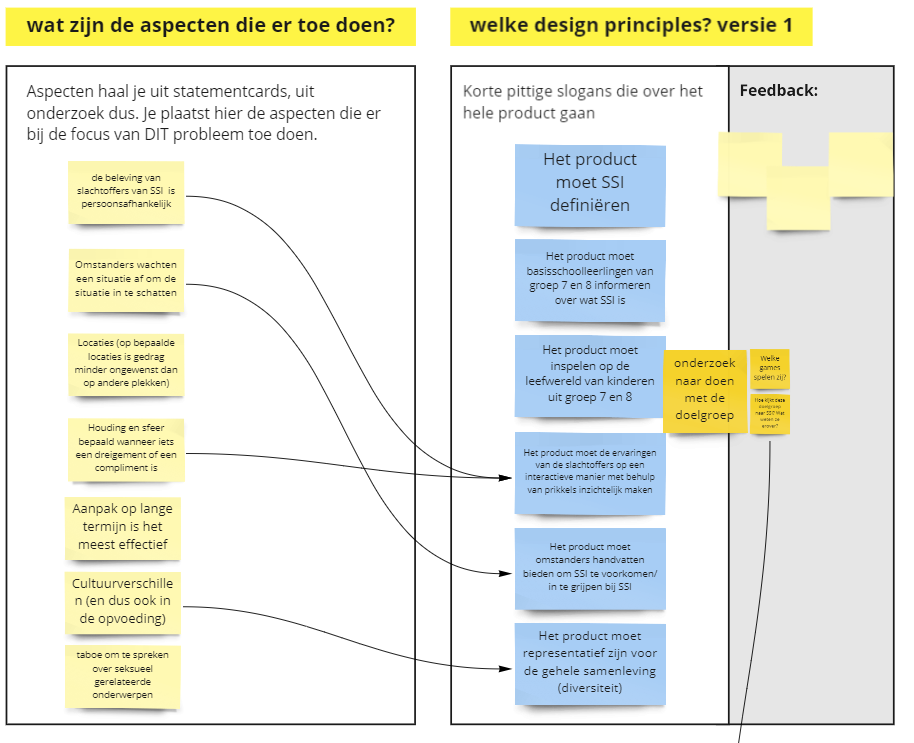 wat zijn de aspecten die er toe doen?
Aspecten haal je uit statementcards, uit
onderzoek dus. Je plaatst hier de aspecten die er
bij de focus van DIT probleem toe doen.
de beleving van
slachtoffers van SSI is
persoonsafhankelijk
Omstanders wachten
een situatie af om de
situatie in te schatten
Locaties (op bepaalde
locaties is gedrag
minder ongewenst dan
op andere plekken)
Houding en sfeer
bepaald wanneer iets
een dreigement of een
compliment is
Aanpak op lange
termijn is het
meest effectief
Cultuurverschille
n (en dus ook in
de opvoeding)
taboe om te spreken
over seksueel
gerelateerde
onderwerpen
welke design principles? versie 1
Korte pittige slogans die over het
hele product gaan
Het product
moet SSI
definiëren
Het product moet
basisschoolleerlingen van
groep 7 en 8 informeren
over wat SSI is
Het product moet
inspelen op de
leefwereld van kinderen
uit groep 7 en 8
Het product moet de ervaringen
van de slachtoffers op een
interactieve manier met behulp
van prikkels inzichtelijk maken
Het product moet
omstanders handvatten
bieden om SSI te voorkomen/
in te grijpen bij SSI
Het product moet
representatief zijn voor
de gehele samenleving
(diversiteit)
Feedback:
onderzoek
naar doen
met de
doelgroep
Welke
games
spelen zij?
Hoe kijkt deze
doelgroep
naar SSI? Wat
weten ze
erover?